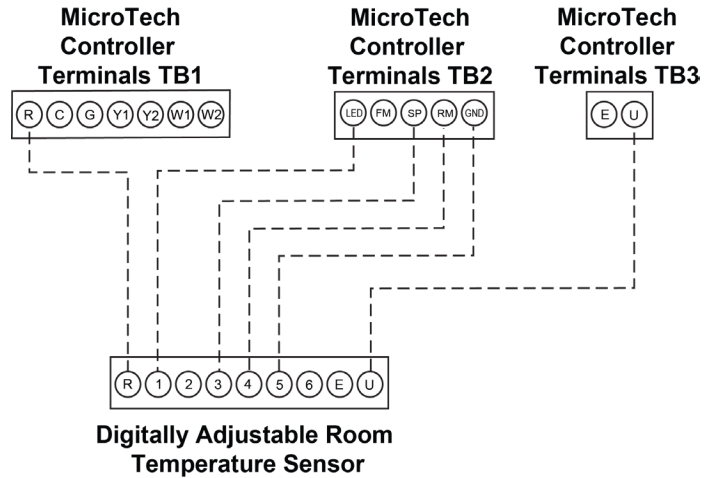 MicroTech
Controller
Terminals TB1
MicroTech
Controller
Terminals TB2
MicroTech
Controller
Terminals TB3
R C G Y1 Y2 W1 W2
LED FM SP RM GND
E U
R 1 2 3 4 5 6 E U
Digitally Adjustable Room
Temperature Sensor